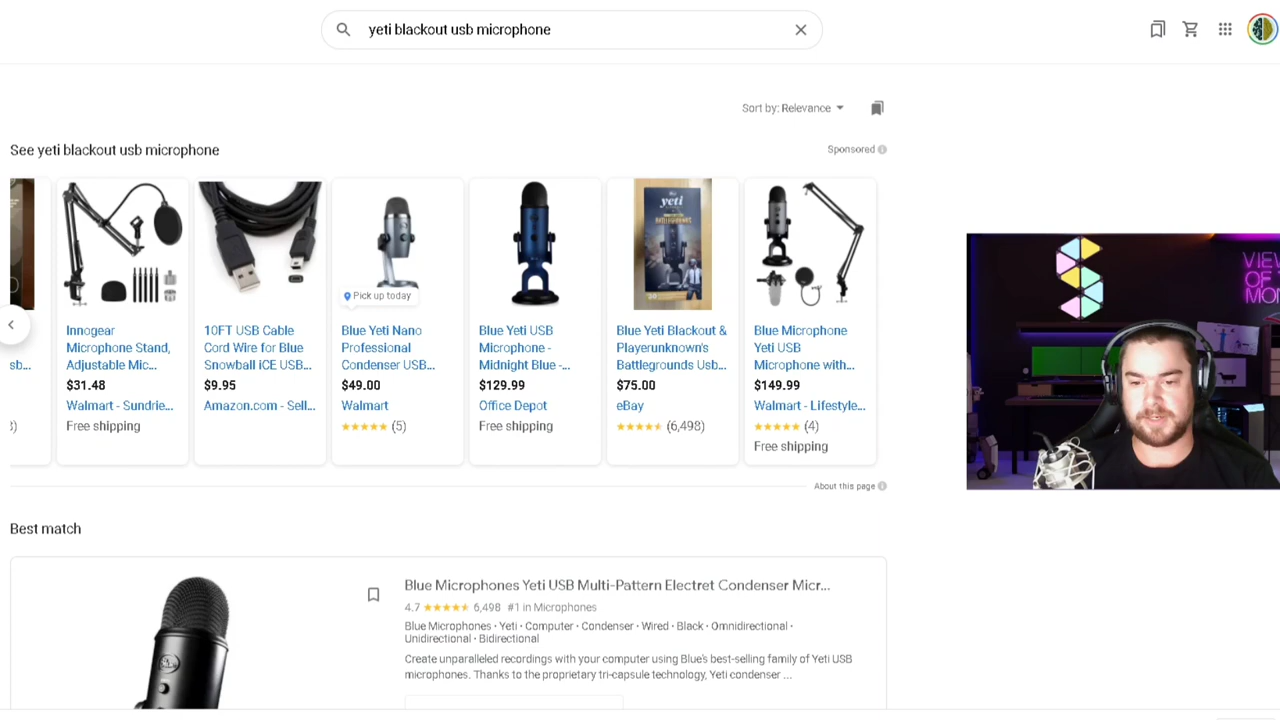 yeti blackout usb microphone
Sort by: Relevance
See yeti blackout usb microphone
Sponsored
sb...
3)
Innogear
Microphone Stand,
Adjustable Mic...
$31.48
Walmart - Sundrie...
Free shipping
10FT USB Cable
Cord Wire for Blue
Snowball iCE USB...
$9.95
Amazon.com - Sell...
Pick up today
Blue Yeti Nano
Professional
Condenser USB...
$49.00
Walmart
(5)
Blue Yeti USB
Microphone -
Midnight Blue -...
$129.99
Office Depot
Free shipping
yeti
BATTLEGROUNDS
Blue Yeti Blackout &
Playerunknown's
Battlegrounds Usb...
$75.00
eBay
(6,498)
Blue Microphone
Yeti USB
Microphone with...
$149.99
Walmart - Lifestyle...
(4)
Free shipping
About this page
VIEW
OF
MON
Best match
Blue Microphones Yeti USB Multi-Pattern Electret Condenser Micr...
4.7 6,498 #1 in Microphones
Blue Microphones · Yeti · Computer · Condenser · Wired · Black · Omnidirectional ·
Unidirectional · Bidirectional
Create unparalleled recordings with your computer using Blue's best-selling family of Yeti USB
microphones. Thanks to the proprietary tri-capsule technology, Yeti condenser ...